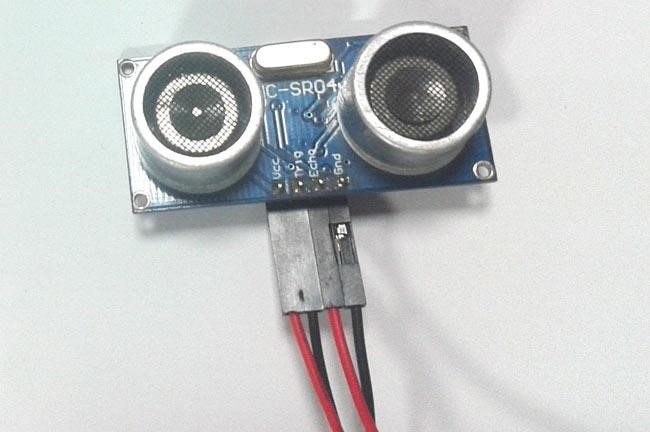 C-SR04
Vcc
Trig
Echo
Gnd